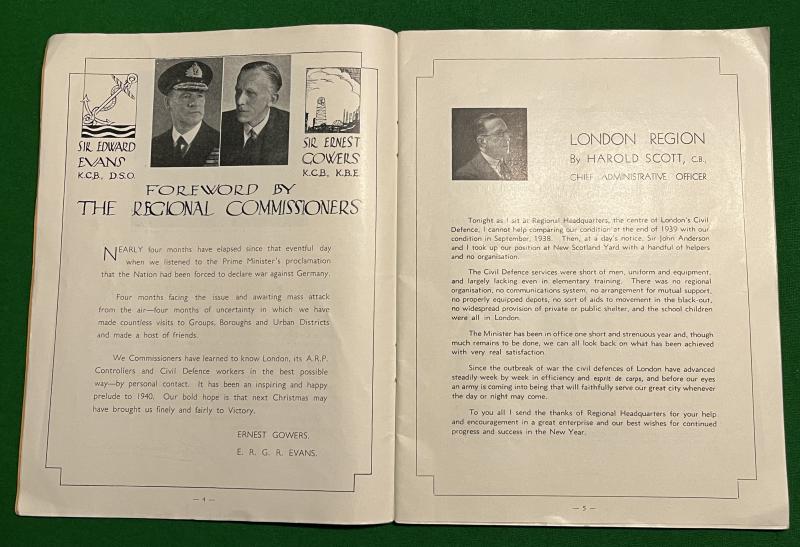 SIR EDWARD
EVANS
K.C.B., D.S.O.
SIR ERNEST
GOWERS
K.C.B., K.B.E.
FOREWORD BY
THE REGIONAL COMMISSIONERS
NEARLY four months have elapsed since that eventful day
when we listened to the Prime Minister's proclamation
that the Nation had been forced to declare war against Germany.
Four months facing the issue and awaiting mass attack
from the air—four months of uncertainty in which we have
made countless visits to Groups, Boroughs and Urban Districts
and made a host of friends.
We Commissioners have learned to know London, its A.R.P.
Controllers and Civil Defence workers in the best possible
way—by personal contact. It has been an inspiring and happy
prelude to 1940. Our bold hope is that next Christmas may
have brought us finely and fairly to Victory.
ERNEST GOWERS.
E. R. G. R. EVANS.
— 4 —
LONDON REGION
By HAROLD SCOTT, C.B.,
CHIEF ADMINISTRATIVE OFFICER
Tonight as I sit at Regional Headquarters, the centre of London's Civil
Defence, I cannot help comparing our condition at the end of 1939 with our
condition in September, 1938. Then, at a day's notice, Sir John Anderson
and I took up our position at New Scotland Yard with a handful of helpers
and no organisation.
The Civil Defence services were short of men, uniform and equipment,
and largely lacking even in elementary training. There was no regional
organisation, no communications system, no arrangement for mutual support,
no properly equipped depots, no sort of aids to movement in the black-out,
no widespread provision of private or public shelter, and the school children
were all in London.
The Minister has been in office one short and strenuous year and, though
much remains to be done, we can all look back on what has been achieved
with very real satisfaction.
Since the outbreak of war the civil defences of London have advanced
steadily week by week in efficiency and esprit de corps, and before our eyes
an army is coming into being that will faithfully serve our great city whenever
the day or night may come.
To you all I send the thanks of Regional Headquarters for your help
and encouragement in a great enterprise and our best wishes for continued
progress and success in the New Year.
— 5 —